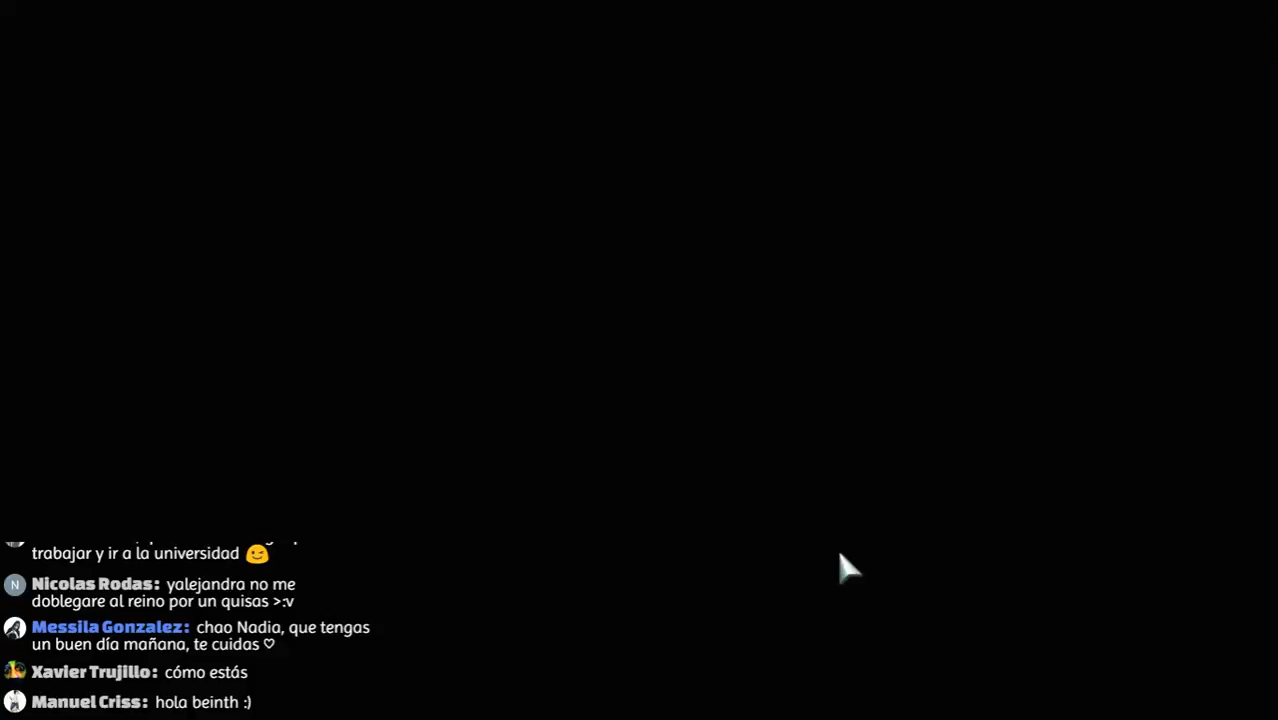 trabajar y ir a la universidad 😉
N Nicolas Rodas: yalejandra no me
doblegare al reino por un quisas >:v
Messila Gonzalez: chao Nadia, que tengas
un buen día mañana, te cuidas ♡
Xavier Trujillo: cómo estás
Manuel Criss: hola beinth :)